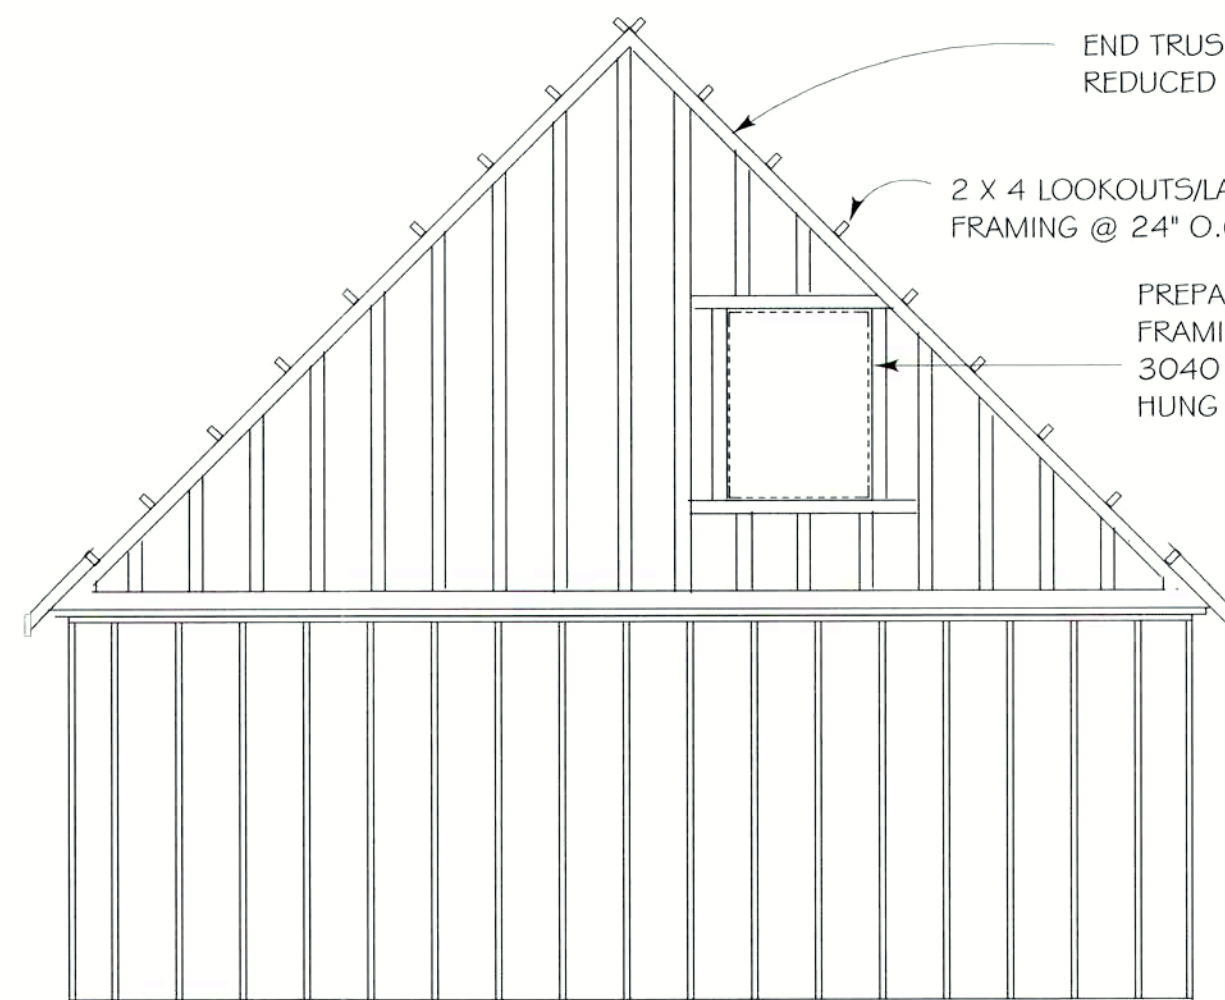 END TRUS
REDUCED
2 X 4 LOOKOUTS/LA
FRAMING @ 24" O.
PREPA
FRAMI
3040
HUNG